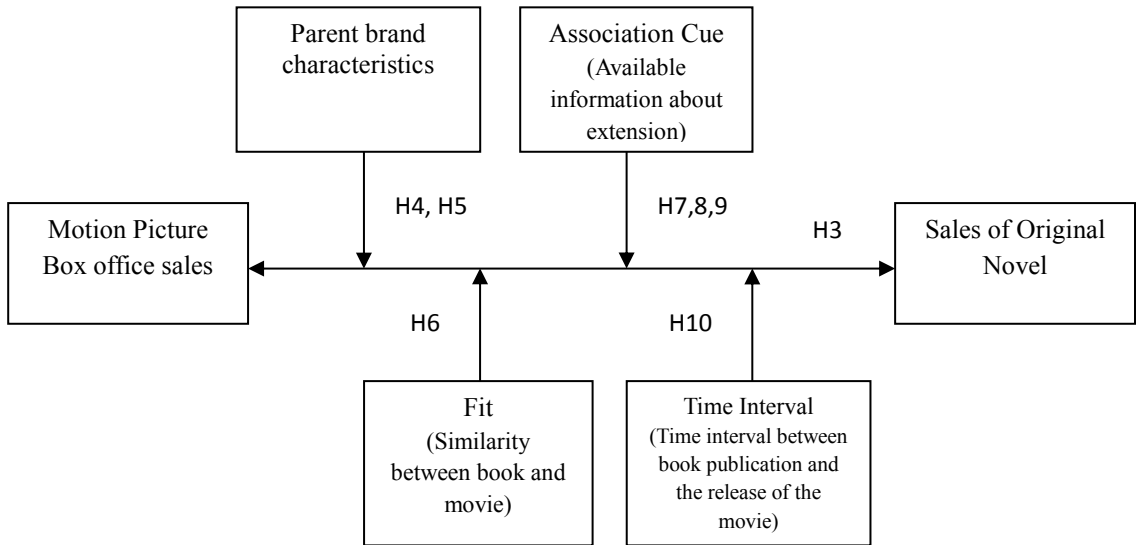 Parent brand
characteristics
Association Cue
(Available
information about
extension)
H4, H5
H7,8,9
H3
Motion Picture
Box office sales
Sales of Original
Novel
H6
H10
Fit
(Similarity
between book and
movie)
Time Interval
(Time interval between
book publication and
the release of the
movie)